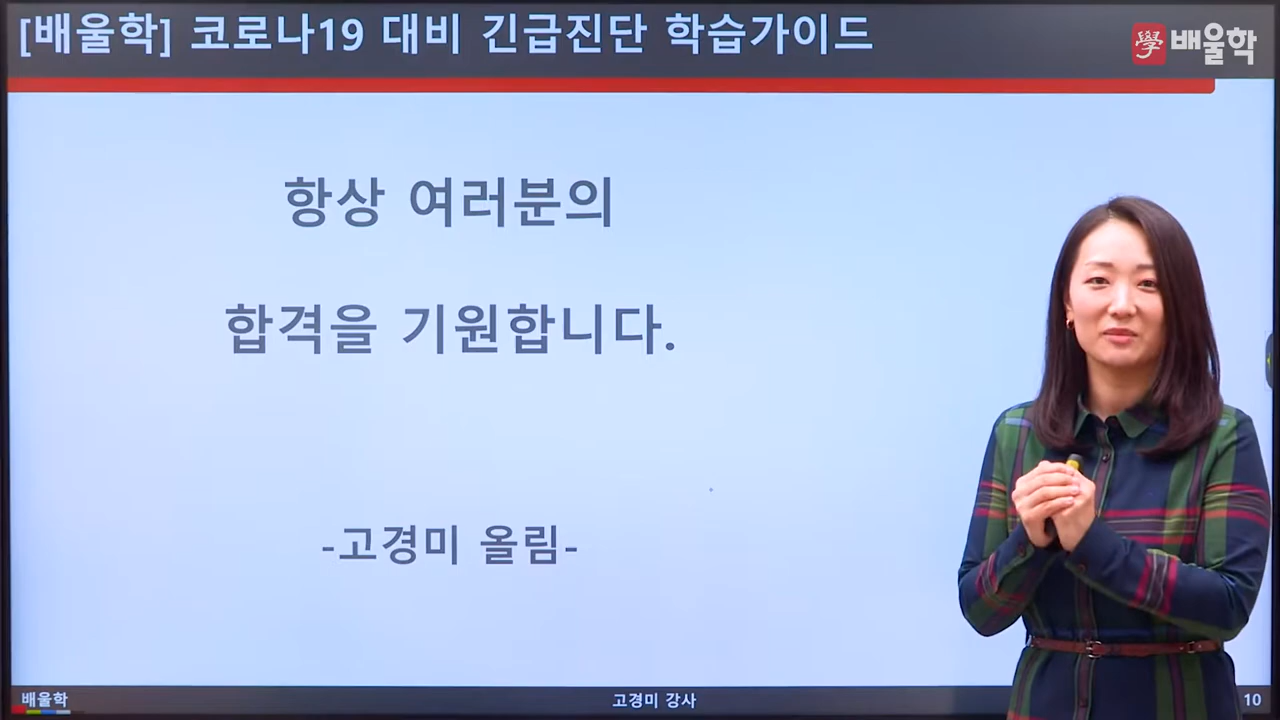 [배울학] 코로나19 대비 긴급진단 학습가이드
學 배울학
항상 여러분의
합격을 기원합니다.
-고경미 올림-
배울학
고경미 강사
10